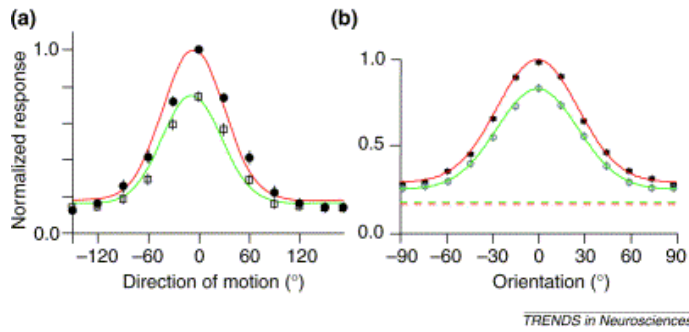 (a)
(b)
Normalized response
1.0
0.0
−120
−60
0
60
120
Direction of motion (°)
1.0
0.5
0.0
−90
−60
−30
0
30
60
90
Orientation (°)
TRENDS in Neurosciences